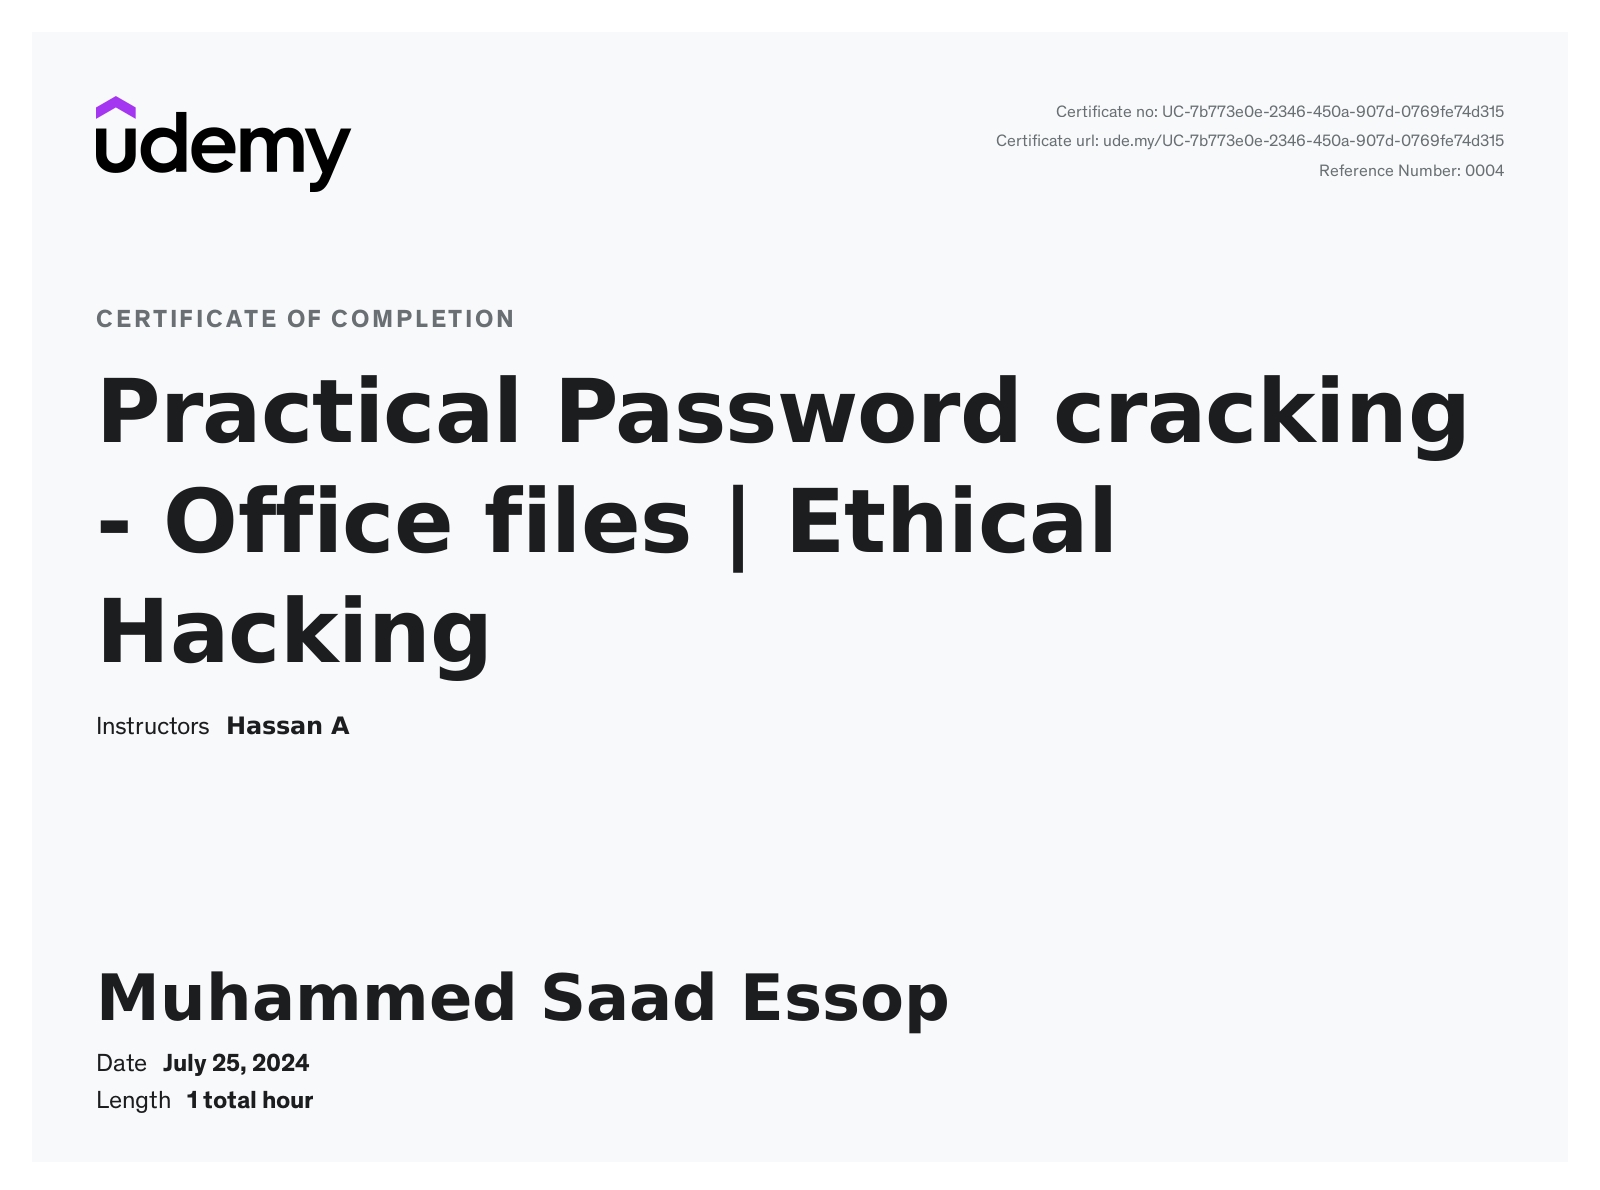 udemy
Certificate no: UC-7b773e0e-2346-450a-907d-0769fe74d315
Certificate url: ude.my/UC-7b773e0e-2346-450a-907d-0769fe74d315
Reference Number: 0004
CERTIFICATE OF COMPLETION
Practical Password cracking
- Office files | Ethical
Hacking
Instructors Hassan A
Muhammed Saad Essop
Date July 25, 2024
Length 1 total hour